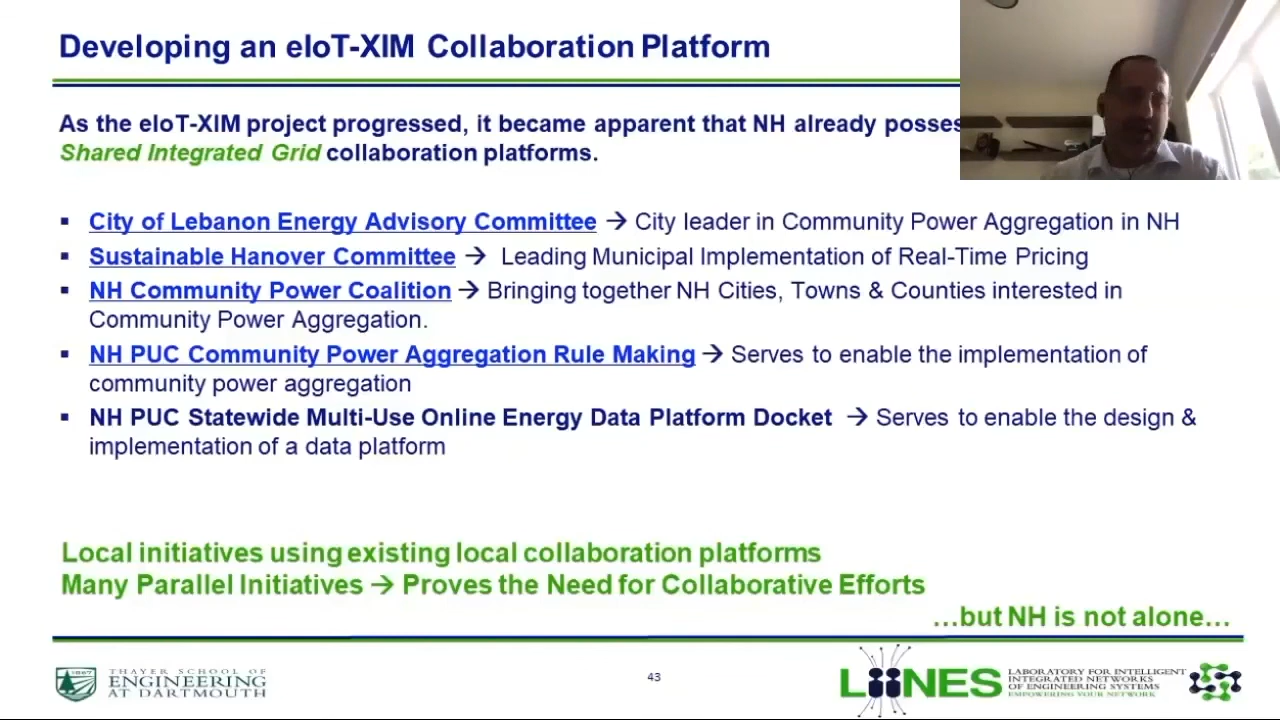 Developing an eIoT-XIM Collaboration Platform
As the eIoT-XIM project progressed, it became apparent that NH already
Shared Integrated Grid collaboration platforms.
▪ City of Lebanon Energy Advisory Committee → City leader in Community Power Aggregation in NH
▪ Sustainable Hanover Committee → Leading Municipal Implementation of Real-Time Pricing
▪ NH Community Power Coalition → Bringing together NH Cities, Towns & Counties interested in
Community Power Aggregation.
▪ NH PUC Community Power Aggregation Rule Making → Serves to enable the implementation of
community power aggregation
▪ NH PUC Statewide Multi-Use Online Energy Data Platform Docket → Serves to enable the design &
implementation of a data platform
Local initiatives using existing local collaboration platforms
Many Parallel Initiatives → Proves the Need for Collaborative Efforts
…but NH is not alone…
1867
THAYER SCHOOL OF
ENGINEERING
AT DARTMOUTH
43
LIINES
LABORATORY FOR INTELLIGENT
INTEGRATED NETWORKS
OF ENGINEERING SYSTEMS
EMPOWERING YOUR NETWORK